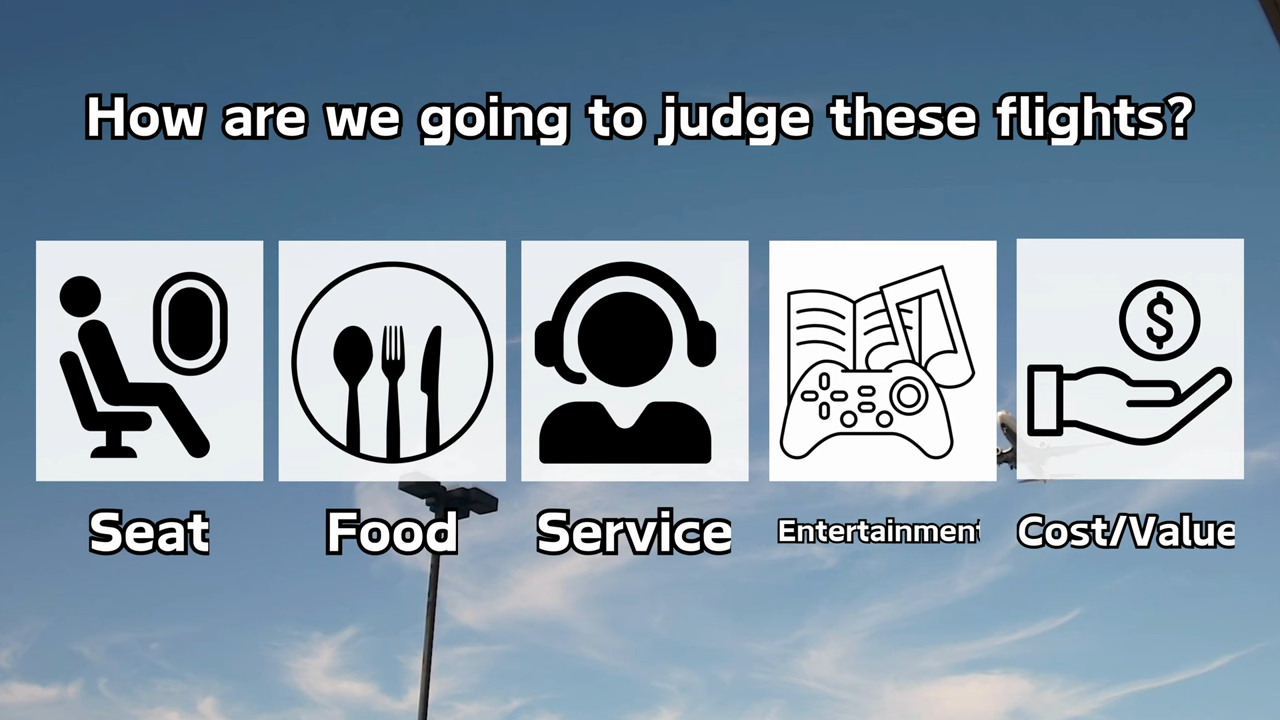 How are we going to judge these flights?
Seat
Food
Service
Entertainment
Cost/Value